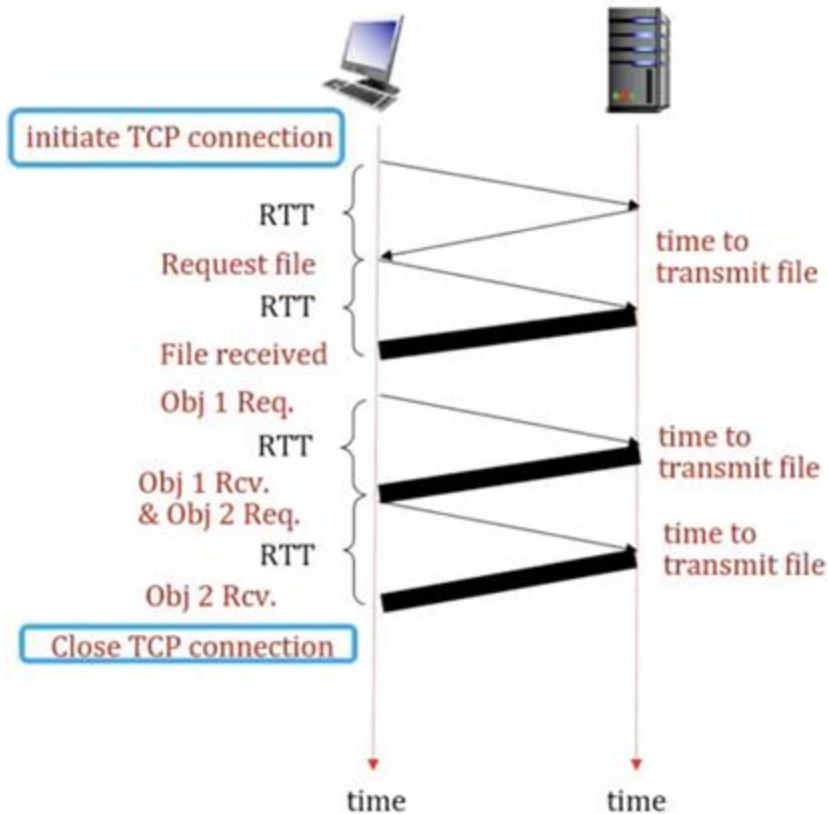 initiate TCP connection
RTT
time to
transmit file
Request file
RTT
File received
Obj 1 Req.
RTT
time to
transmit file
Obj 1 Rcv.
& Obj 2 Req.
RTT
time to
transmit file
Obj 2 Rcv.
Close TCP connection
time
time